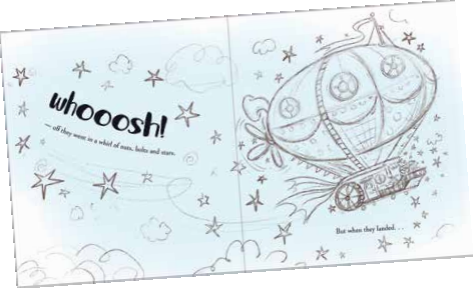 whooosh!
— off they went in a whirl of nuts, bolts and stars.
But when they landed. . .